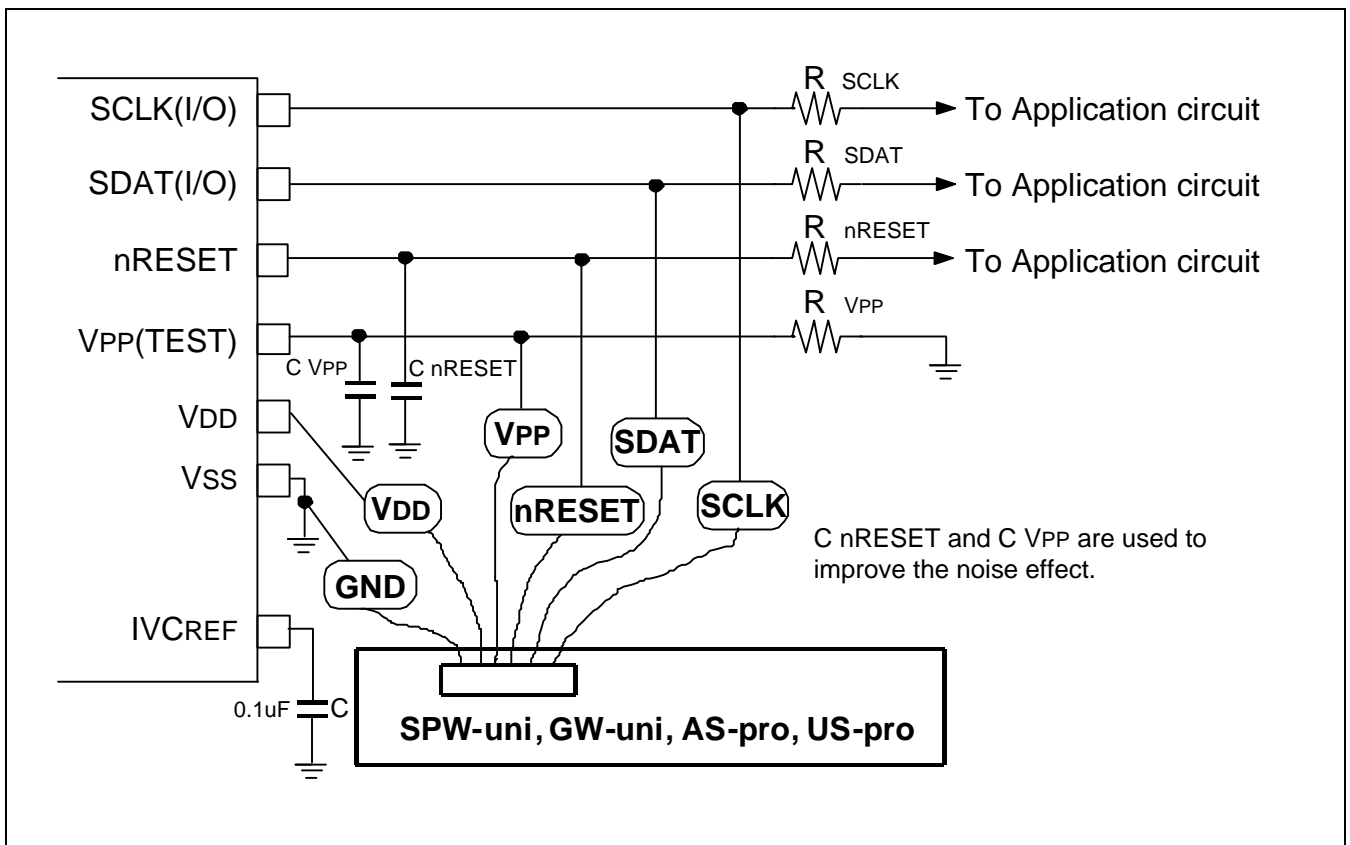 R SCLK
SCLK(I/O)
To Application circuit
R SDAT
SDAT(I/O)
To Application circuit
R nRESET
nRESET
To Application circuit
R VPP
VPP(TEST)
C VPP
C nRESET
VDD
VPP
SDAT
VSS
VDD
nRESET
SCLK
C nRESET and C VPP are used to
improve the noise effect.
GND
IVCREF
0.1uF
C
SPW-uni, GW-uni, AS-pro, US-pro